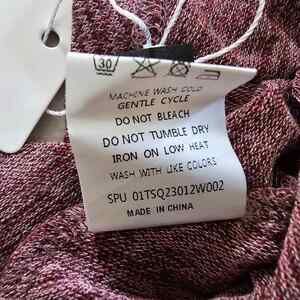 30
MACHINE WASH COLD
GENTLE CYCLE
DO NOT BLEACH
DO NOT TUMBLE DRY
IRON ON LOW HEAT
WASH WITH LIKE COLORS
SPU 01TSQ23012W002
MADE IN CHINA